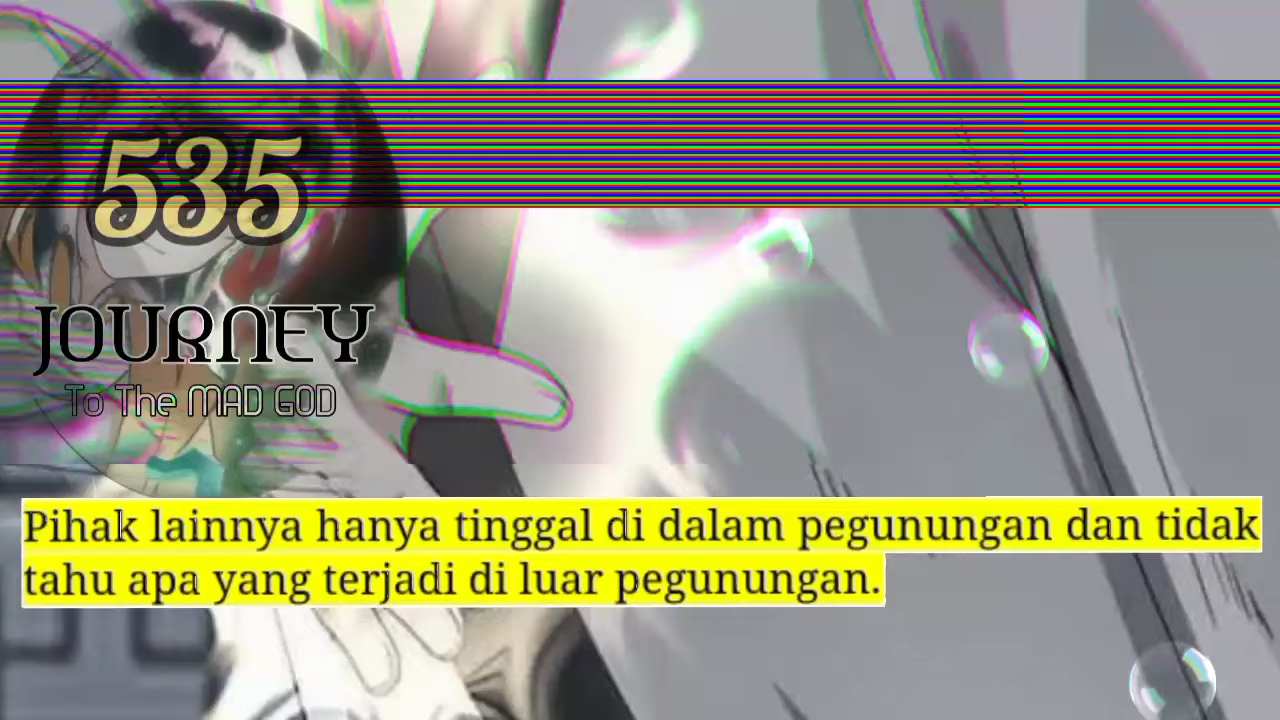 535
JOURNEY
To The MAD GOD
Pihak lainnya hanya tinggal di dalam pegunungan dan tidak
tahu apa yang terjadi di luar pegunungan.